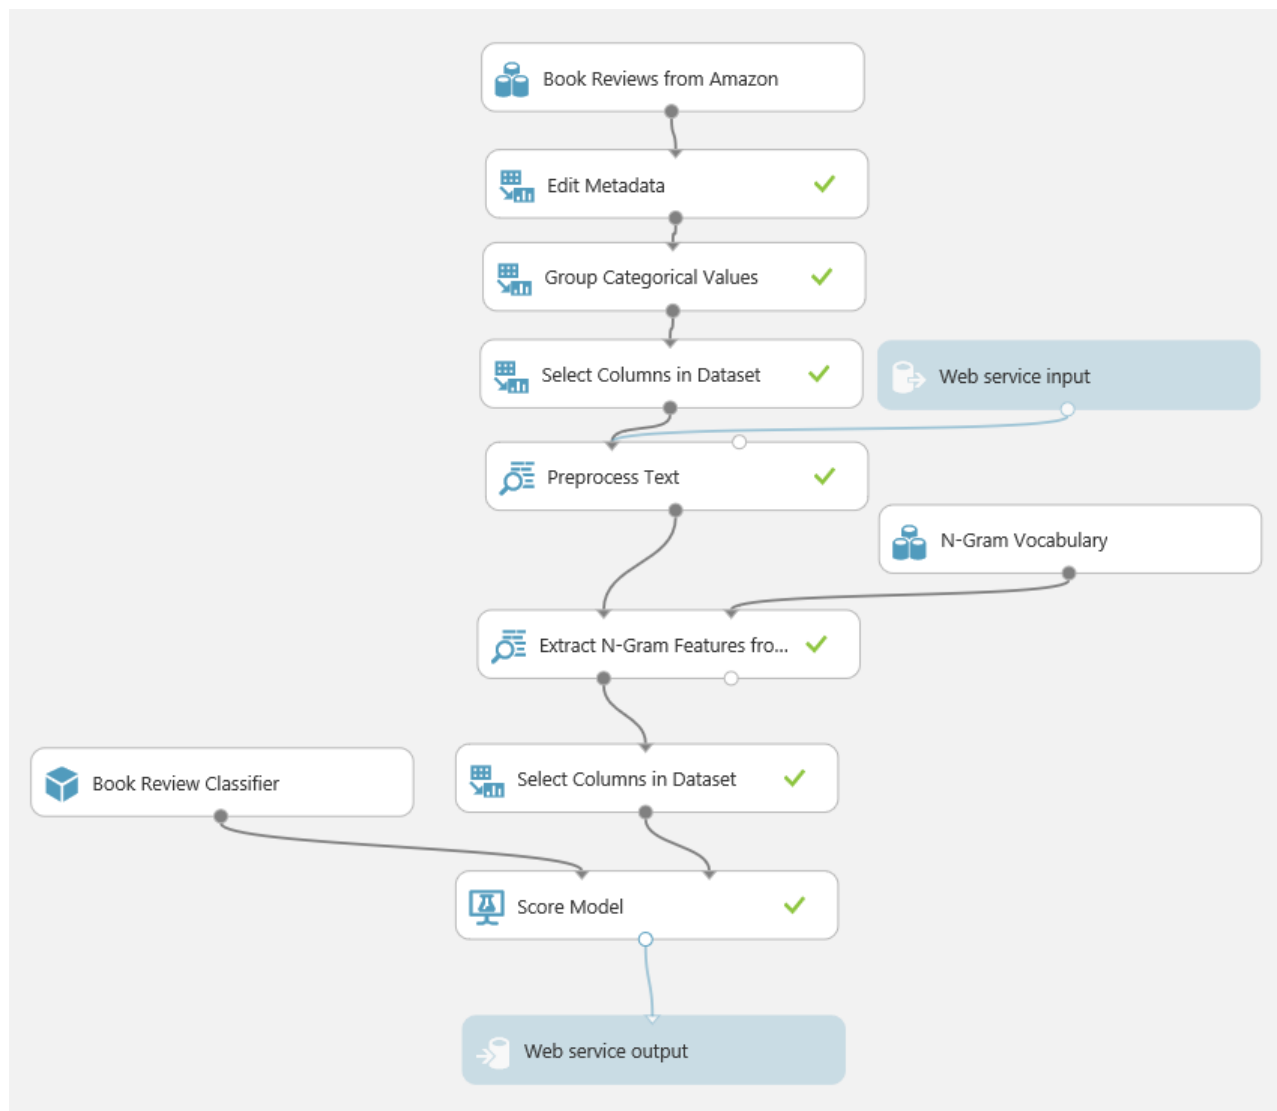 Book Reviews from Amazon
Edit Metadata
Group Categorical Values
Select Columns in Dataset
Web service input
Preprocess Text
N-Gram Vocabulary
Extract N-Gram Features fro...
Book Review Classifier
Select Columns in Dataset
Score Model
Web service output